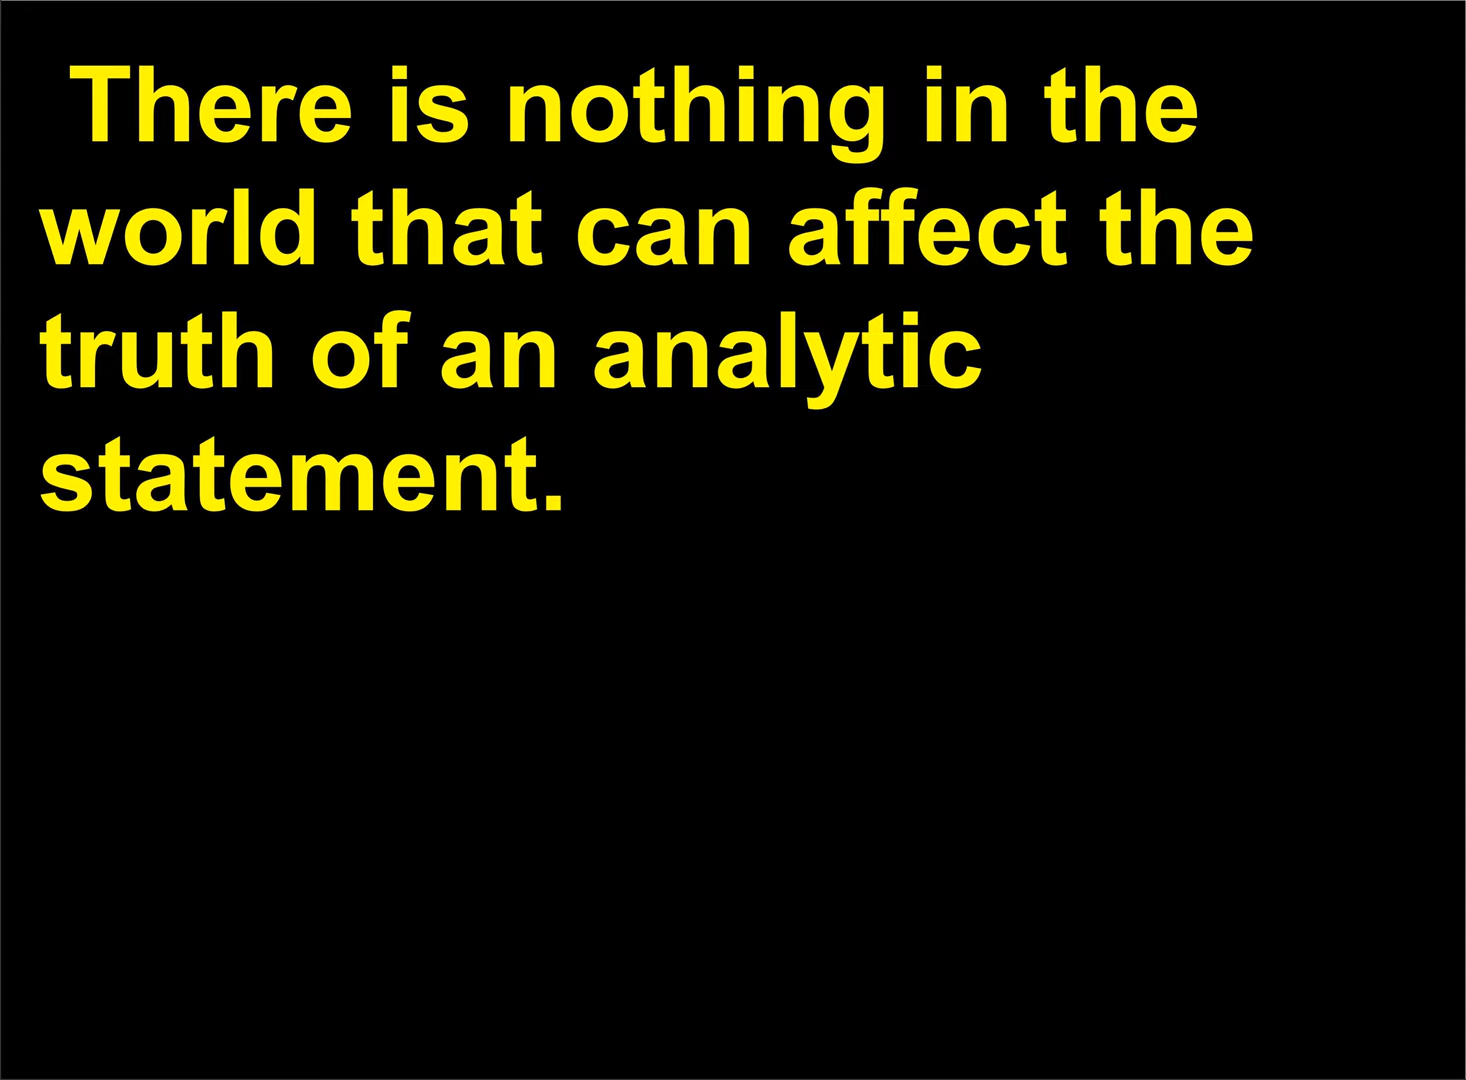 There is nothing in the
world that can affect the
truth of an analytic
statement.